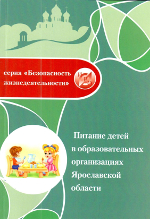 серия «Безопасность
жизнедеятельности»
Питание детей
в образовательных
организациях
Ярославской
области